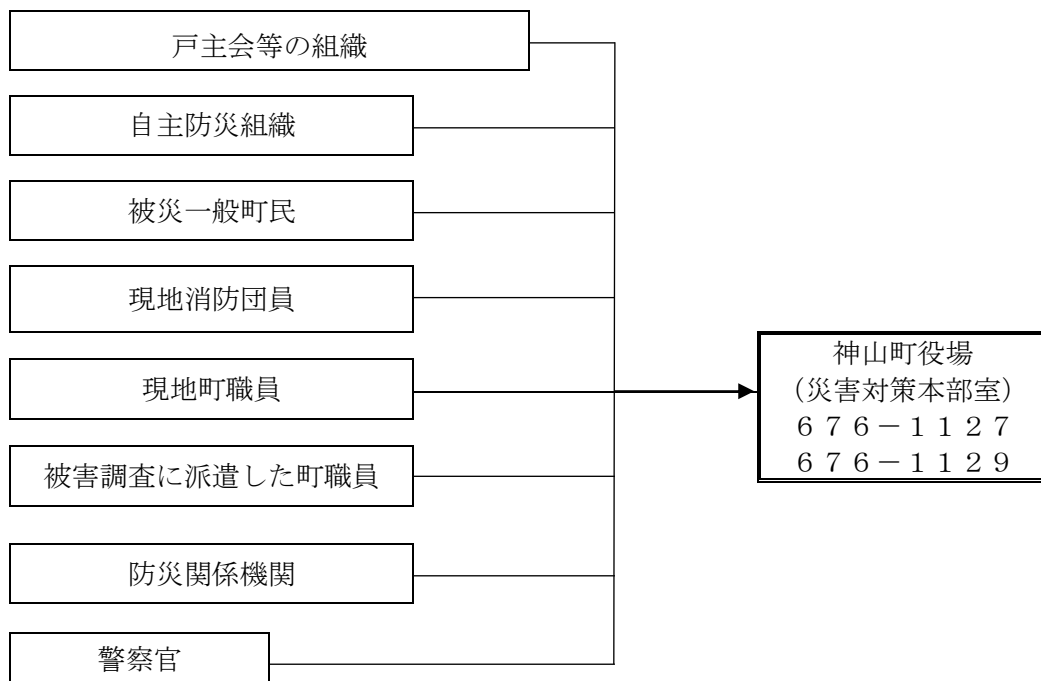 戸主会等の組織
自主防災組織
被災一般町民
現地消防団員
現地町職員
被害調査に派遣した町職員
防災関係機関
警察官
神山町役場
（災害対策本部室）
６７６－１１２７
６７６－１１２９